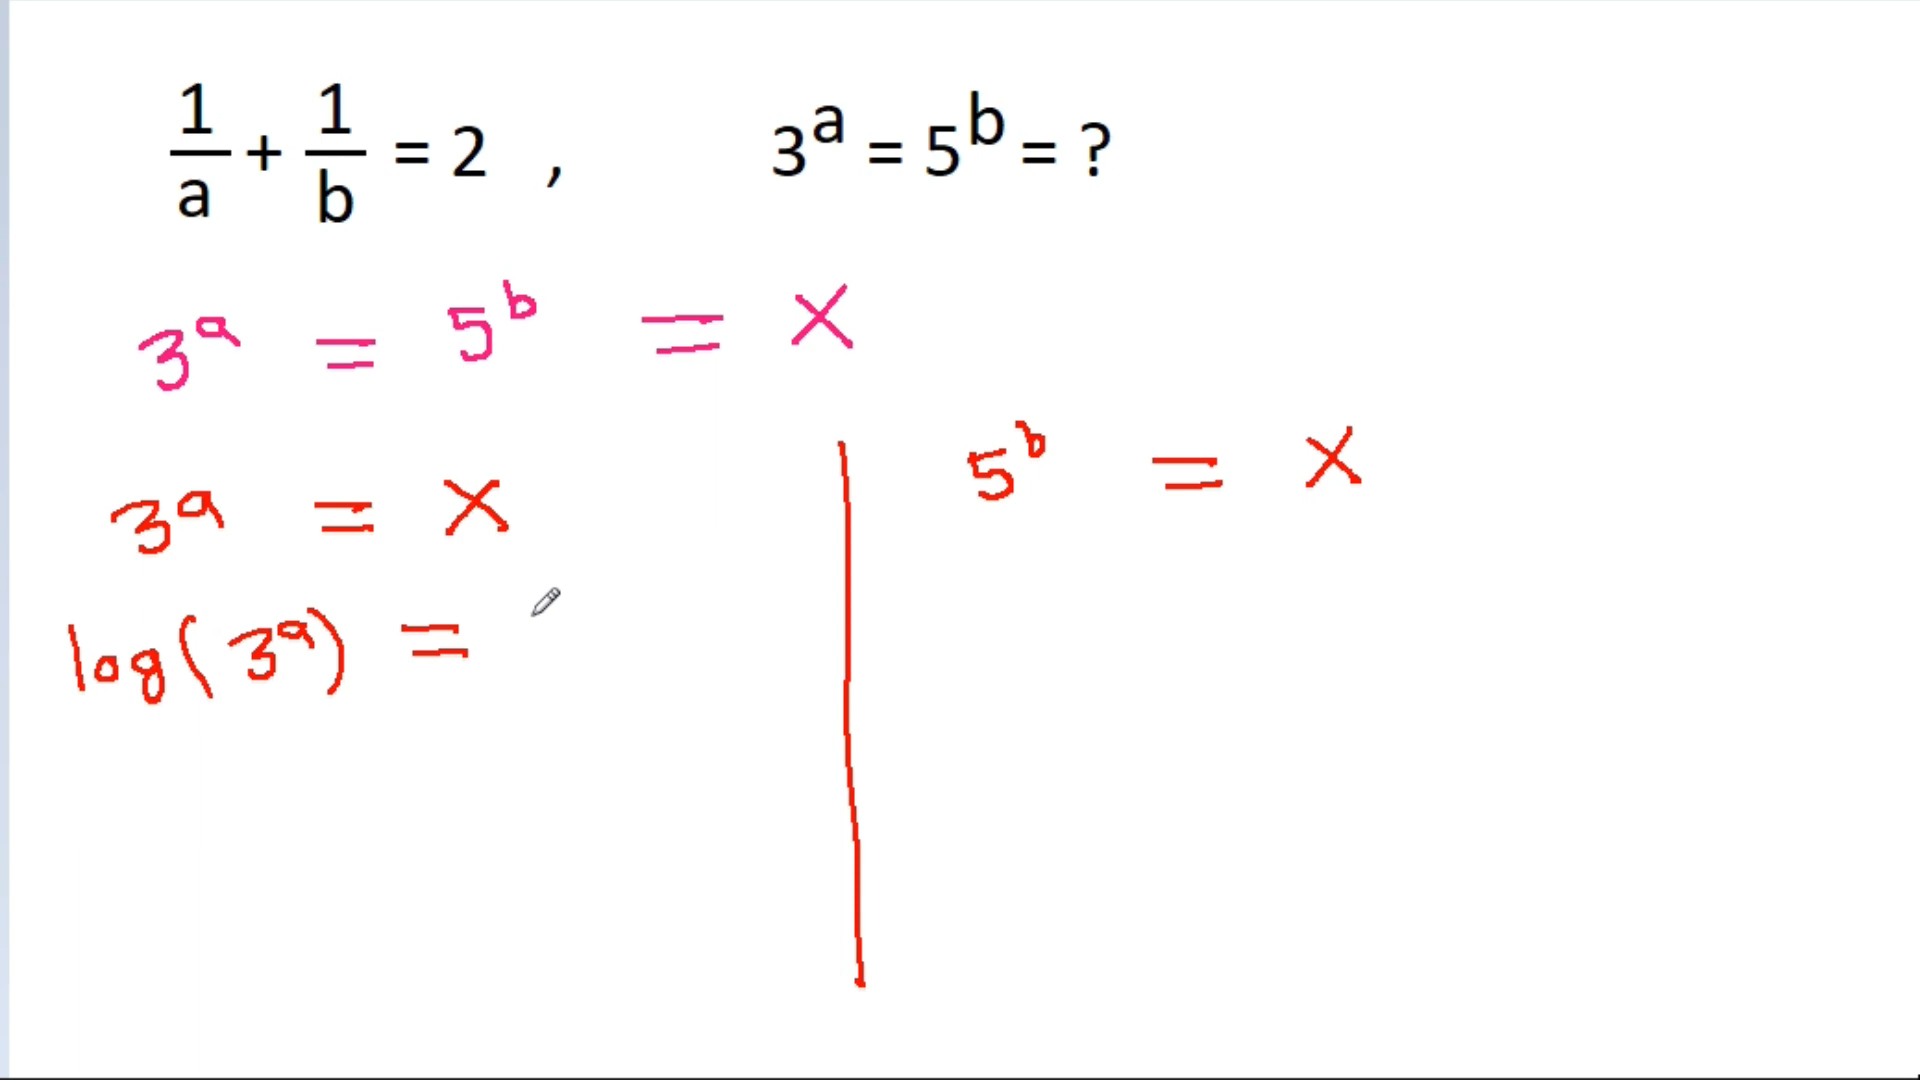 1/a + 1/b = 2 , 3^a = 5^b = ?
3^a = 5^b = x
3^a = x
5^b = x
log(3^a) =